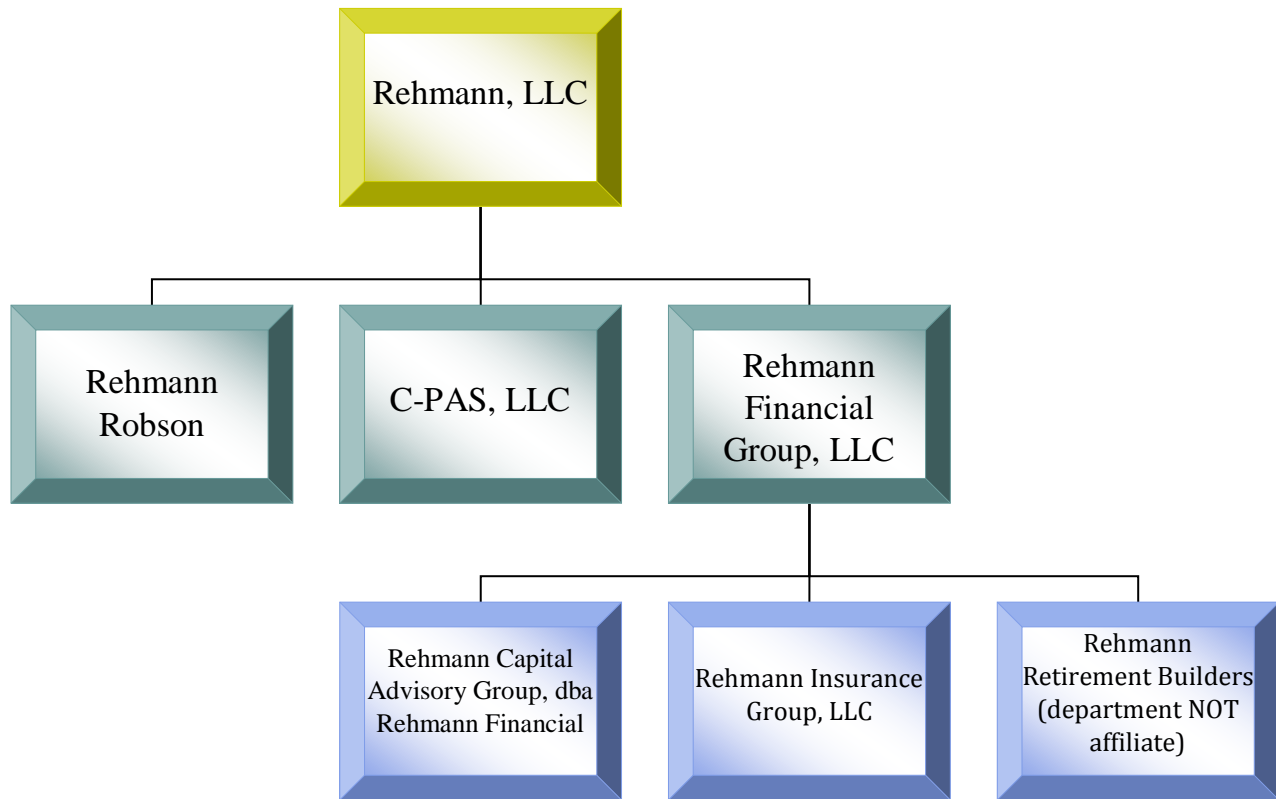 Rehmann, LLC
Rehmann
Robson
C-PAS, LLC
Rehmann
Financial
Group, LLC
Rehmann Capital
Advisory Group, dba
Rehmann Financial
Rehmann Insurance
Group, LLC
Rehmann
Retirement Builders
(department NOT
affiliate)